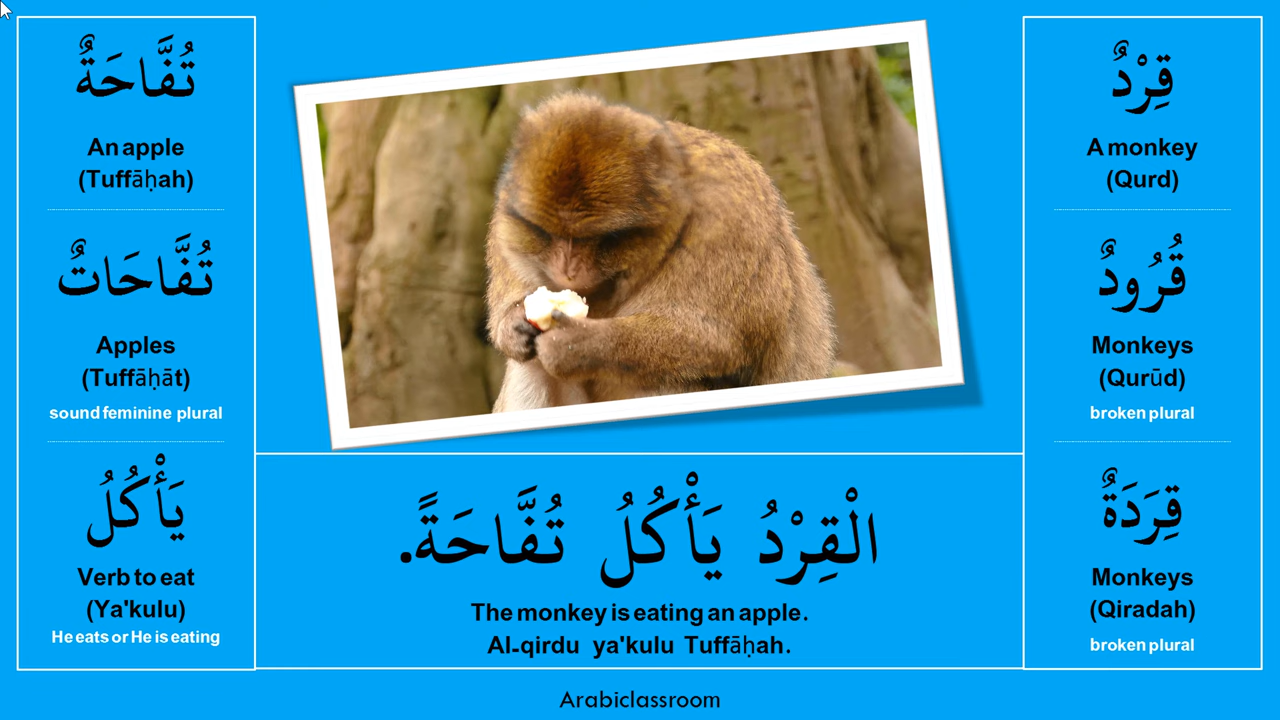 تُفَّاحَةٌ
An apple
(Tuffāḥah)
تُفَّاحَاتٌ
Apples
(Tuffāḥāt)
sound feminine plural
يَأْكُلُ
Verb to eat
(Ya'kulu)
He eats or He is eating
قِرْدٌ
A monkey
(Qurd)
قُرُودٌ
Monkeys
(Qurūd)
broken plural
قِرَدَةٌ
Monkeys
(Qiradah)
broken plural
الْقِرْدُ يَأْكُلُ تُفَّاحَةً.
The monkey is eating an apple.
Al-qirdu ya'kulu Tuffāḥah.
Arabiclassroom